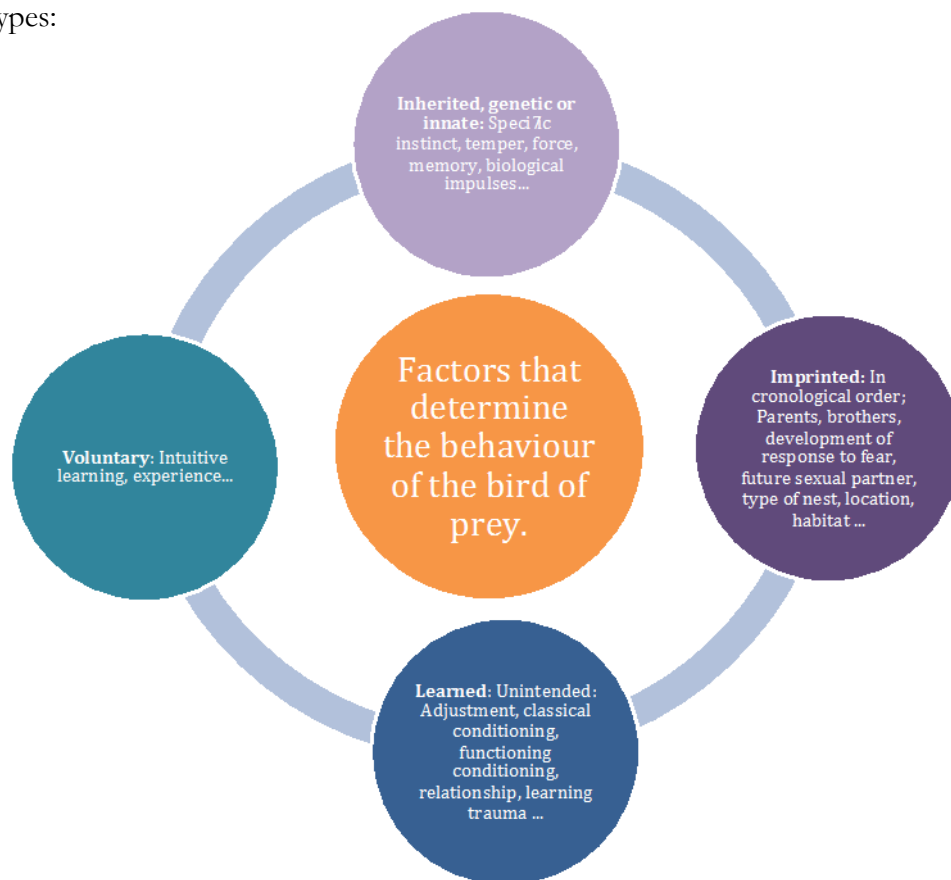 ypes:
Inherited, genetic or
innate: Speci7c
instinct, temper, force,
memory, biological
impulses...
Factors that
determine
the behaviour
of the bird of
prey.
Imprinted: In
cronological order;
Parents, brothers,
development of
response to fear,
future sexual partner,
type of nest, location,
habitat ...
Voluntary: Intuitive
learning, experience...
Learned: Unintended:
Adjustment, classical
conditioning,
functioning
conditioning,
relationship, learning
trauma ...